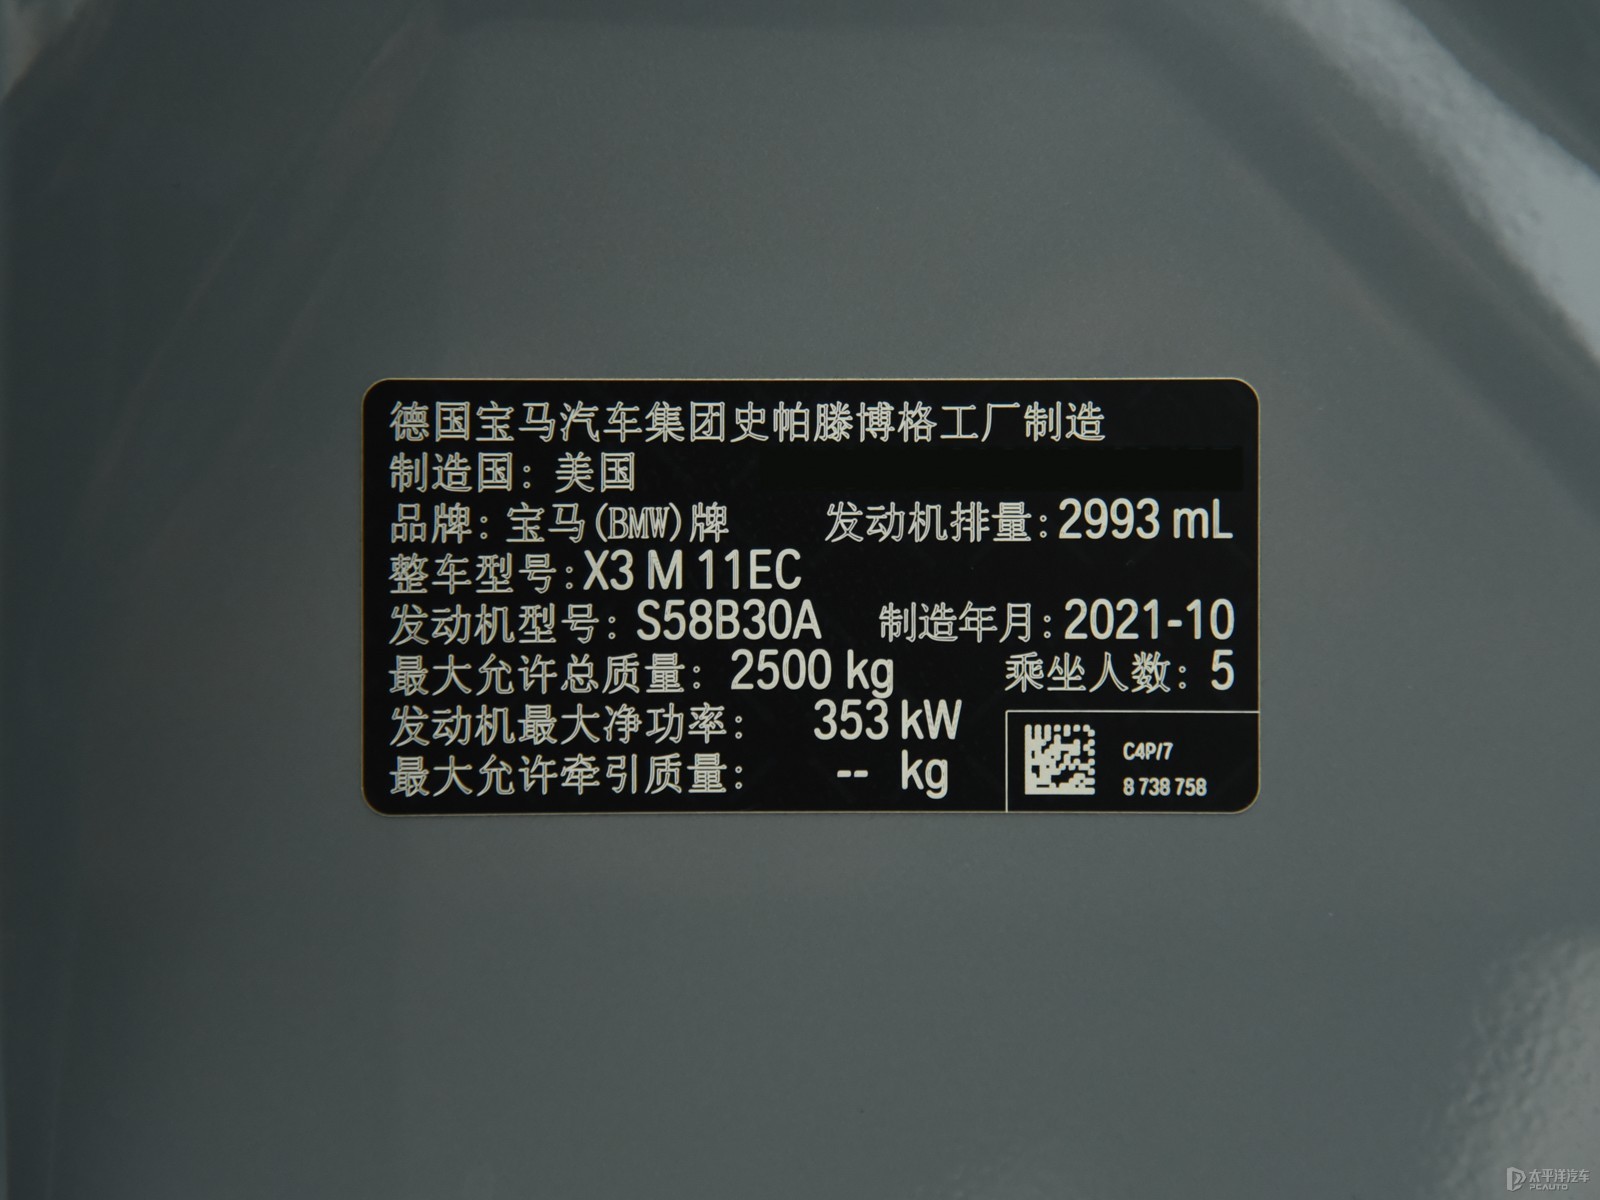 德国宝马汽车集团史帕滕博格工厂制造
制造国：美国
品牌：宝马(BMW)牌 发动机排量：2993 mL
整车型号：X3 M 11EC
发动机型号：S58B30A 制造年月：2021-10
最大允许总质量：2500 kg 乘坐人数：5
发动机最大净功率：353 kW
最大允许牵引质量：-- kg
C4P/7
8 738 758
太平洋汽车
PCAUTO